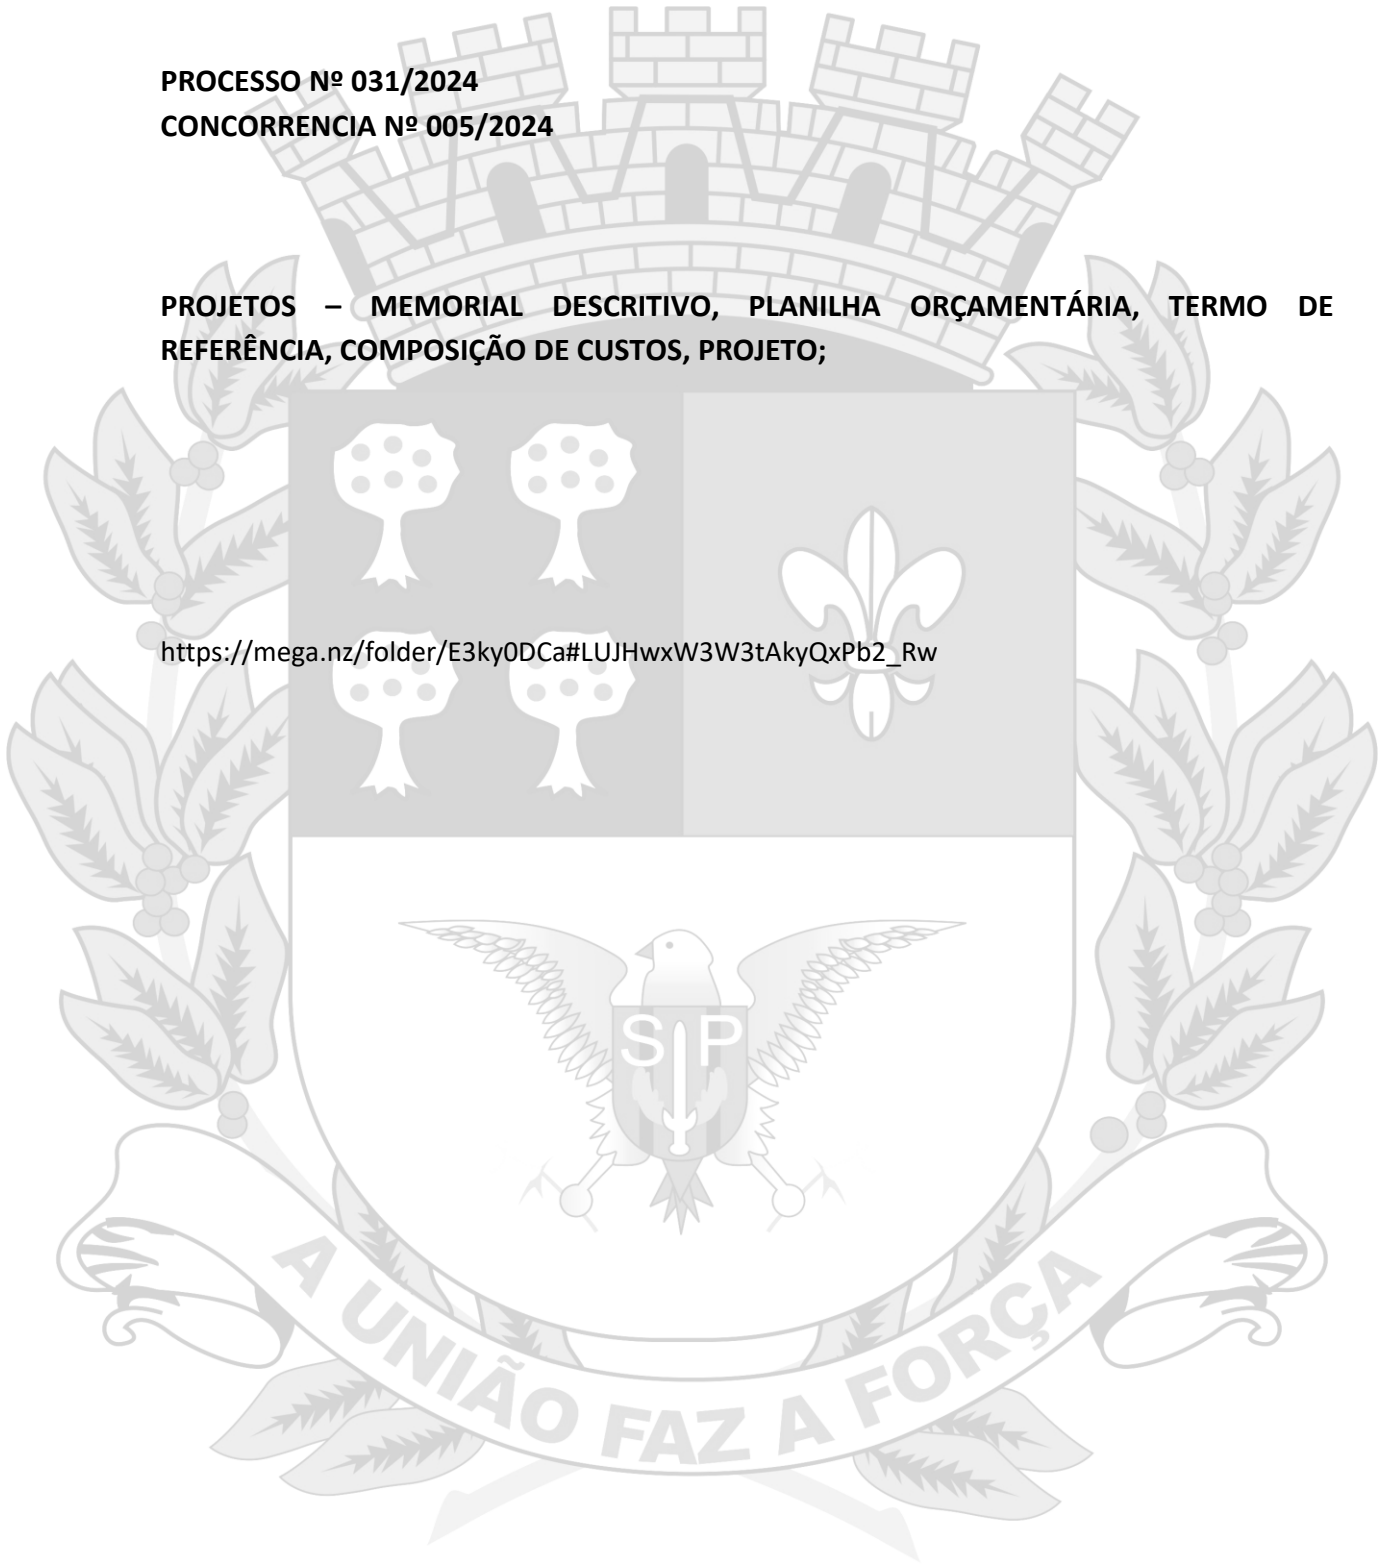 PROCESSO Nº 031/2024
CONCORRENCIA Nº 005/2024
PROJETOS – MEMORIAL DESCRITIVO, PLANILHA ORÇAMENTÁRIA, TERMO DE
REFERÊNCIA, COMPOSIÇÃO DE CUSTOS, PROJETO;
https://mega.nz/folder/E3ky0DCa#LUJHwxW3W3tAkyQxPb2_Rw
S P
A UNIÃO FAZ A FORÇA